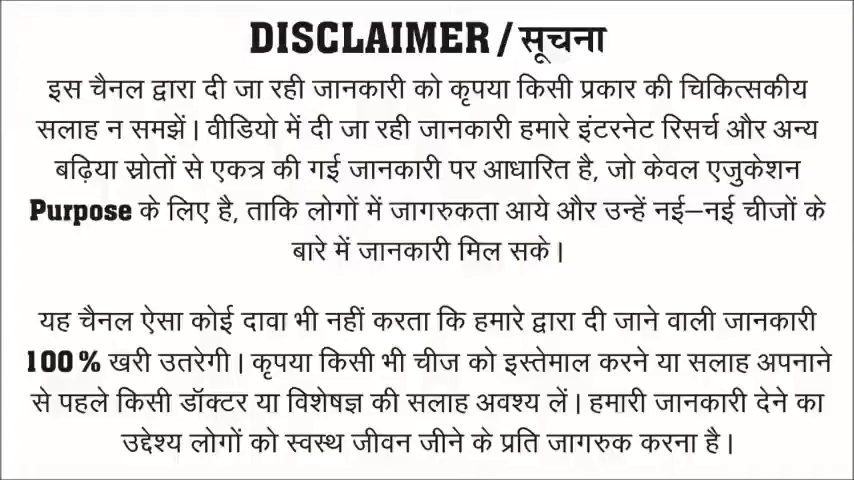 DISCLAIMER / सूचना
इस चैनल द्वारा दी जा रही जानकारी को कृपया किसी प्रकार की चिकित्सकीय
सलाह न समझें । वीडियो में दी जा रही जानकारी हमारे इंटरनेट रिसर्च और अन्य
बढ़िया स्रोतों से एकत्र की गई जानकारी पर आधारित है, जो केवल एजुकेशन
Purpose के लिए है, ताकि लोगों में जागरुकता आये और उन्हें नई–नई चीजों के
बारे में जानकारी मिल सके ।
यह चैनल ऐसा कोई दावा भी नहीं करता कि हमारे द्वारा दी जाने वाली जानकारी
100% खरी उतरेगी । कृपया किसी भी चीज को इस्तेमाल करने या सलाह अपनाने
से पहले किसी डॉक्टर या विशेषज्ञ की सलाह अवश्य लें । हमारी जानकारी देने का
उद्देश्य लोगों को स्वस्थ जीवन जीने के प्रति जागरुक करना है ।